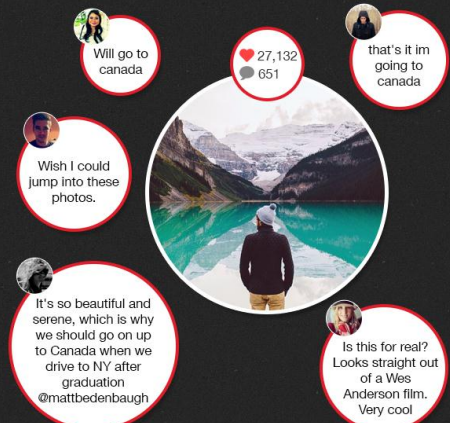 Will go to
canada
27,132
651
that's it im
going to
canada
Wish I could
jump into these
photos.
It's so beautiful and
serene, which is why
we should go on up
to Canada when we
drive to NY after
graduation
@mattbedenbaugh
Is this for real?
Looks straight out
of a Wes
Anderson film.
Very cool